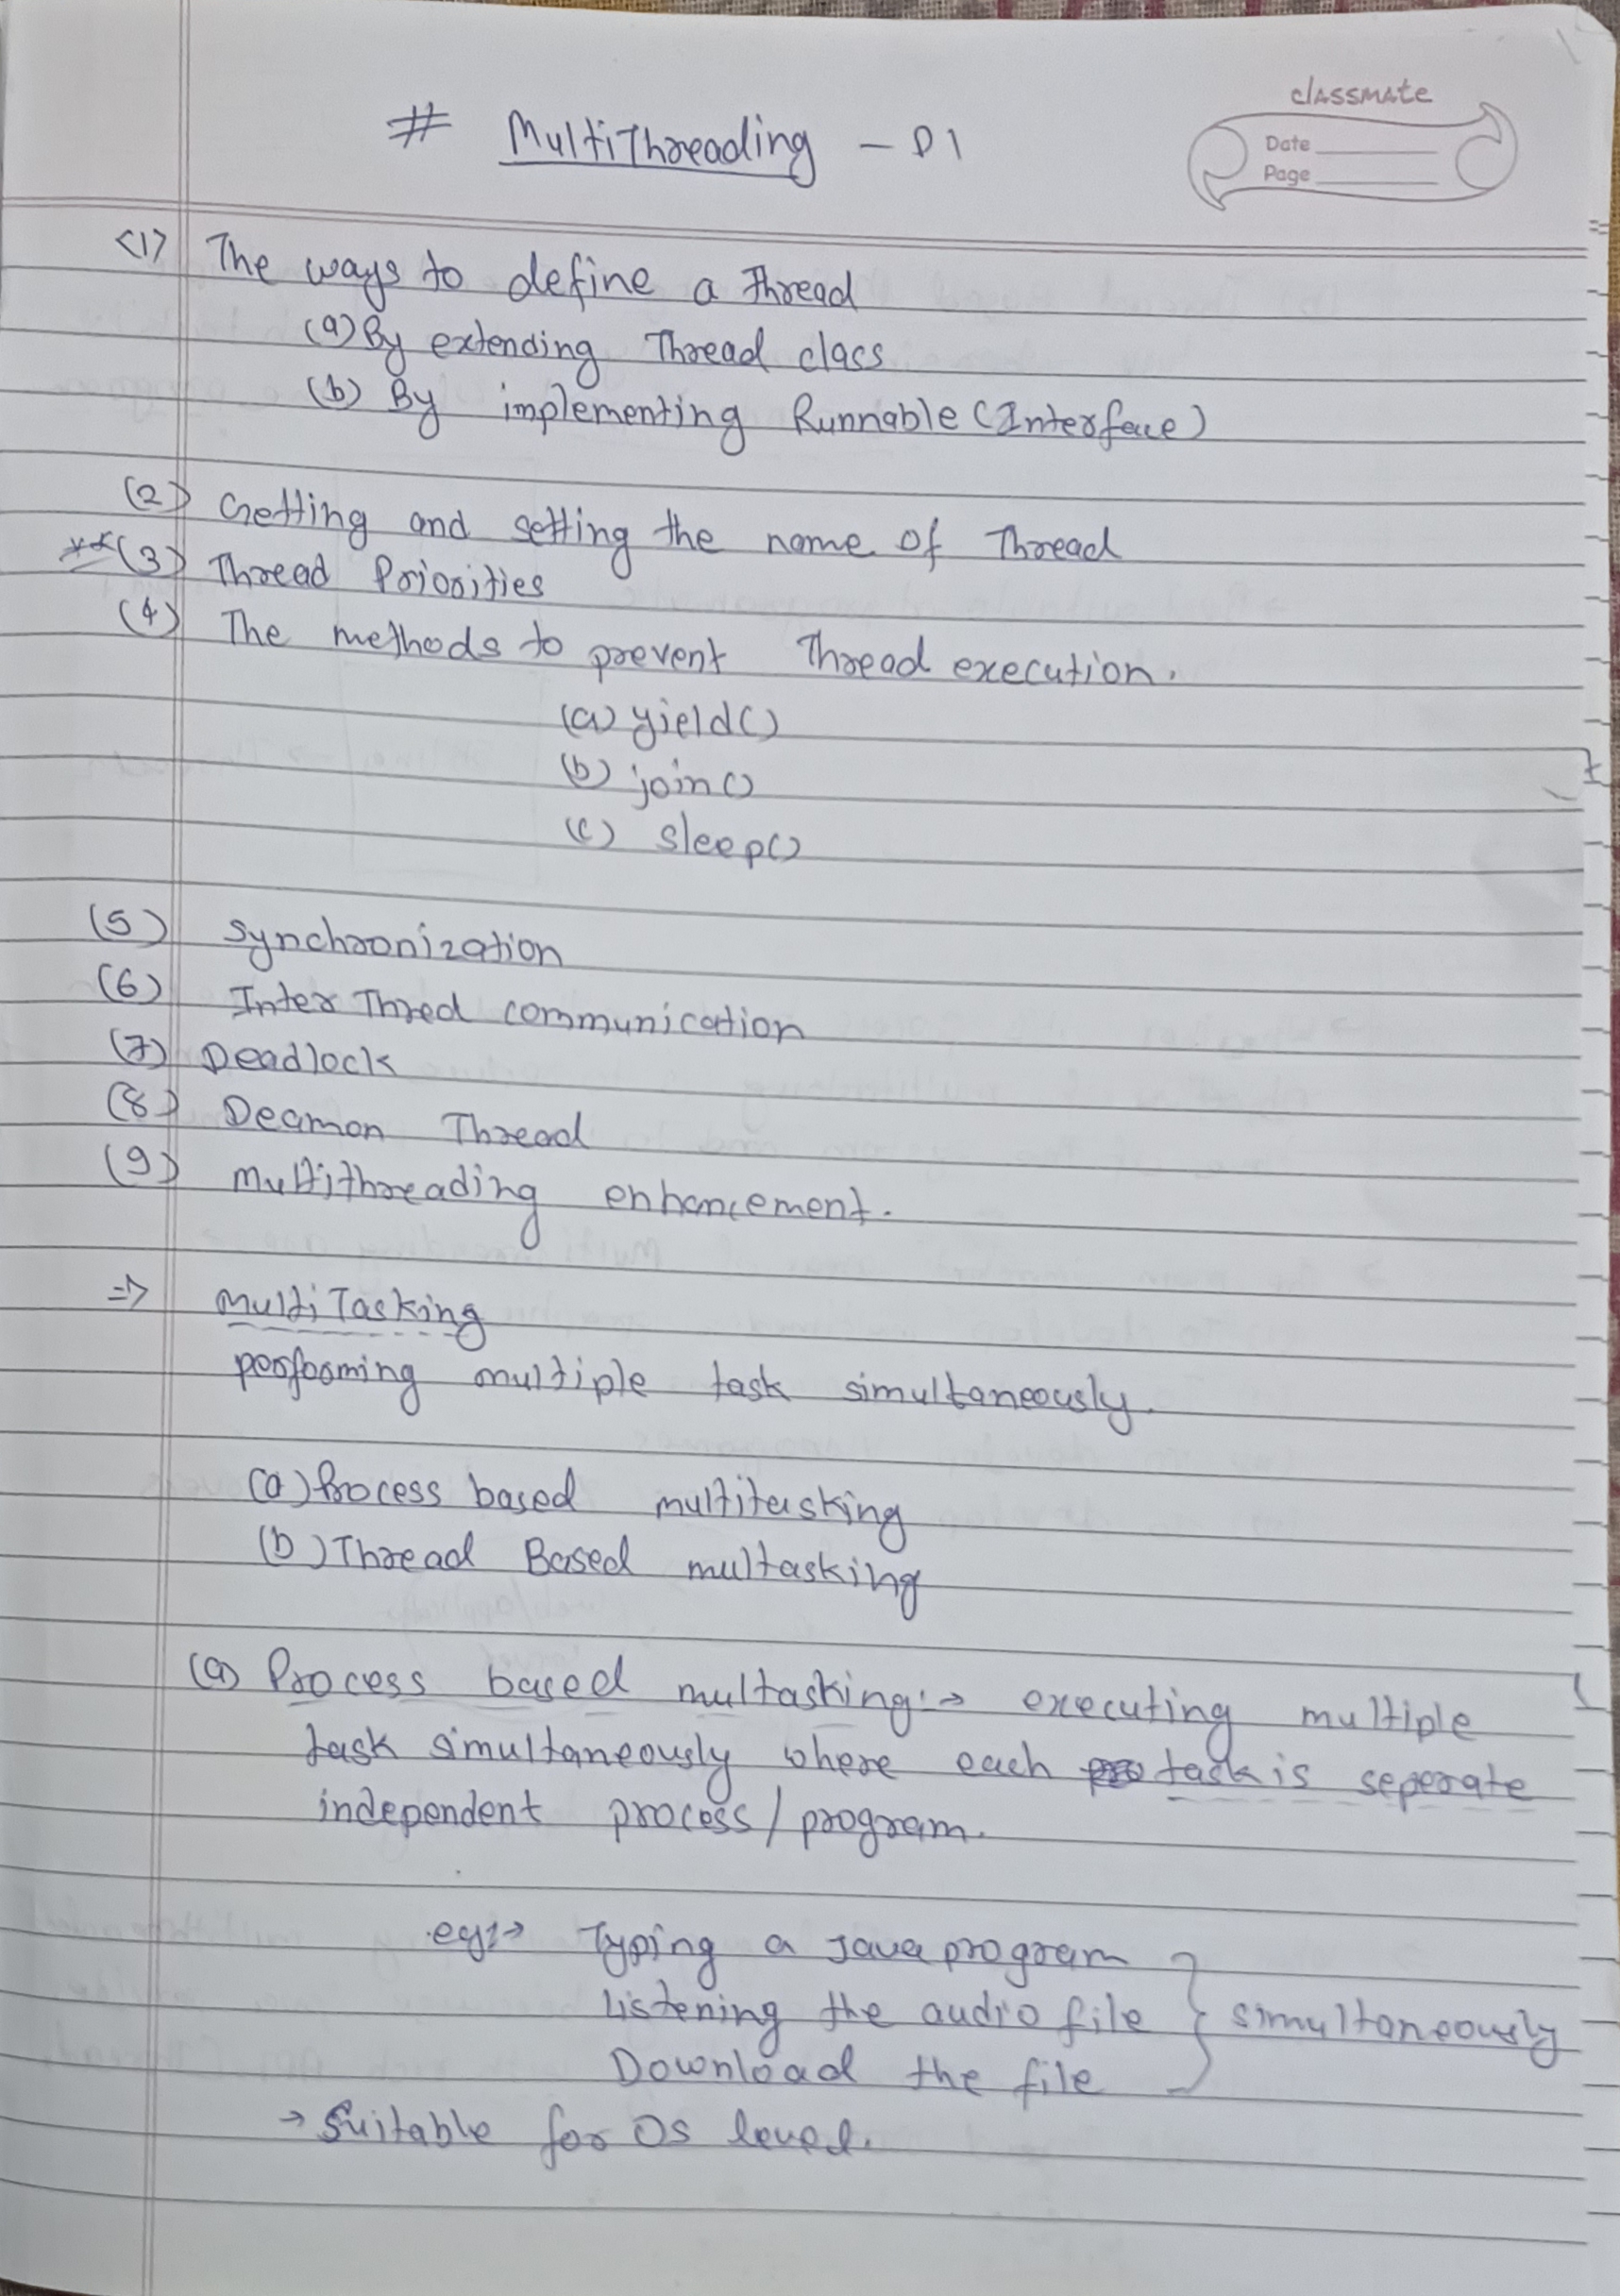 classmate
Date
Page
# MultiThreading - D1
<1> The ways to define a Thread
(a) By extending Thread class
(b) By implementing Runnable (Interface)
(2) Getting and setting the name of Thread
**(3) Thread Priorities
(4) The methods to prevent Thread execution.
(a) yield()
(b) join()
(c) sleep()
(5) synchronization
(6) Inter Thred communication
(7) Deadlock
(8) Deamon Thread
(9) multithreading enhancement.
=> multiTasking
performing multiple task simultaneously.
(a) Process based multitasking
(b) Thread Based multasking
(a) Process based multasking:→ executing multiple
task simultaneously where each task is seperate
independent process/program.
eg:→ Typing a Java program
listening the audio file } simultaneously
Download the file
→ Suitable for OS level.